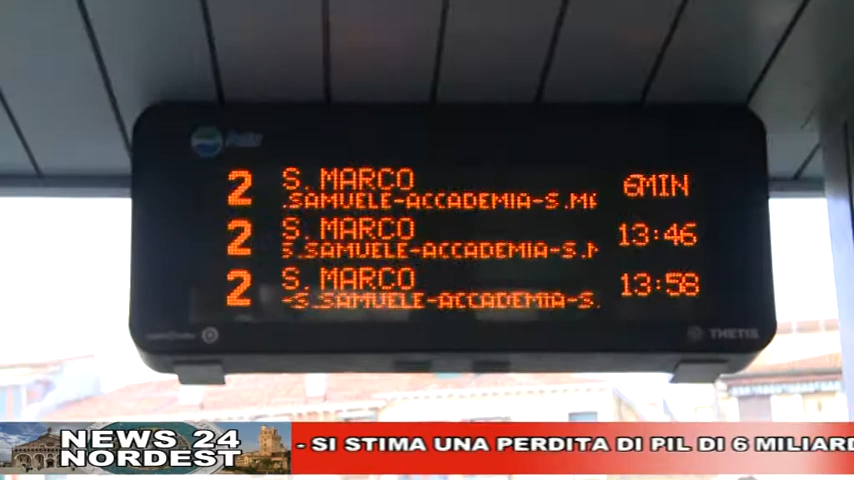 2 S. MARCO 6MIN
.SAMUELE-ACCADEMIA-S.M
2 S. MARCO 13:46
S.SAMUELE-ACCADEMIA-S.M
2 S. MARCO 13:58
-S.SAMUELE-ACCADEMIA-S.
THETIS
NEWS 24
NORDEST
- SI STIMA UNA PERDITA DI PIL DI 6 MILIARD